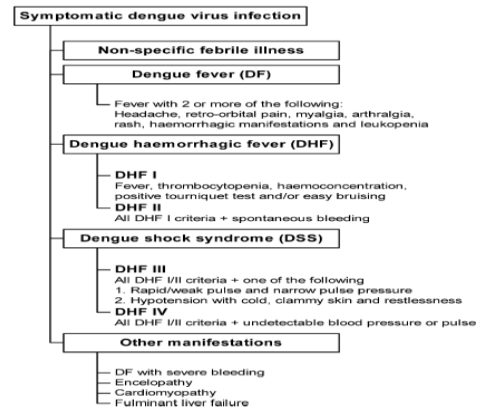 Symptomatic dengue virus infection
Non-specific febrile illness
Dengue fever (DF)
Fever with 2 or more of the following:
Headache, retro-orbital pain, myalgia, arthralgia,
rash, haemorrhagic manifestations and leukopenia
Dengue haemorrhagic fever (DHF)
DHF I
Fever, thrombocytopenia, haemoconcentration,
positive tourniquet test and/or easy bruising
DHF II
All DHF I criteria + spontaneous bleeding
Dengue shock syndrome (DSS)
DHF III
All DHF I/II criteria + one of the following
1. Rapid/weak pulse and narrow pulse pressure
2. Hypotension with cold, clammy skin and restlessness
DHF IV
All DHF I/II criteria + undetectable blood pressure or pulse
Other manifestations
DF with severe bleeding
Encelopathy
Cardiomyopathy
Fulminant liver failure